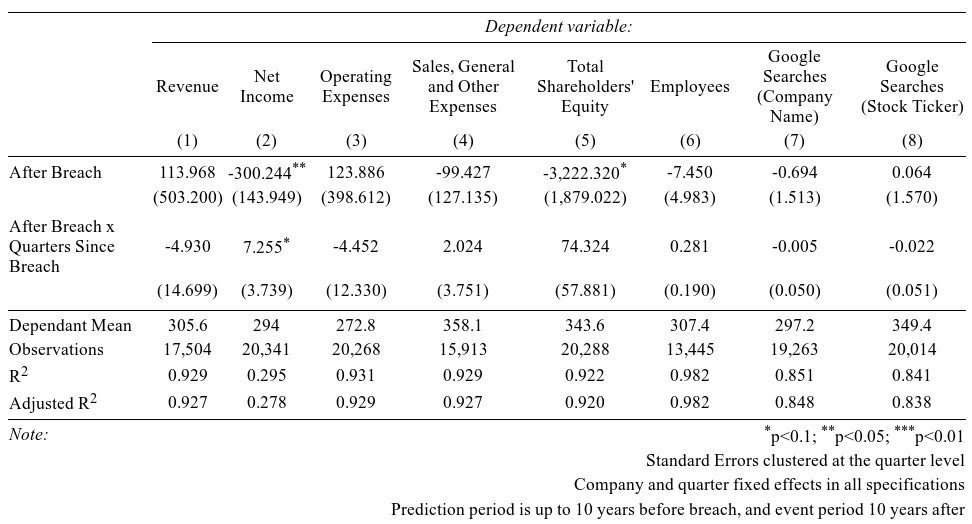 Dependent variable:
Revenue Net Income Operating Expenses Sales, General and Other Expenses Total Shareholders' Equity Employees Google Searches (Company Name) Google Searches (Stock Ticker)
(1) (2) (3) (4) (5) (6) (7) (8)
After Breach 113.968 -300.244** 123.886 -99.427 -3,222.320* -7.450 -0.694 0.064
(503.200) (143.949) (398.612) (127.135) (1,879.022) (4.983) (1.513) (1.570)
After Breach x
Quarters Since -4.930 7.255* -4.452 2.024 74.324 0.281 -0.005 -0.022
Breach
(14.699) (3.739) (12.330) (3.751) (57.881) (0.190) (0.050) (0.051)
Dependant Mean 305.6 294 272.8 358.1 343.6 307.4 297.2 349.4
Observations 17,504 20,341 20,268 15,913 20,288 13,445 19,263 20,014
R2 0.929 0.295 0.931 0.929 0.922 0.982 0.851 0.841
Adjusted R2 0.927 0.278 0.929 0.927 0.920 0.982 0.848 0.838
Note: *p<0.1; **p<0.05; ***p<0.01
Standard Errors clustered at the quarter level
Company and quarter fixed effects in all specifications
Prediction period is up to 10 years before breach, and event period 10 years after